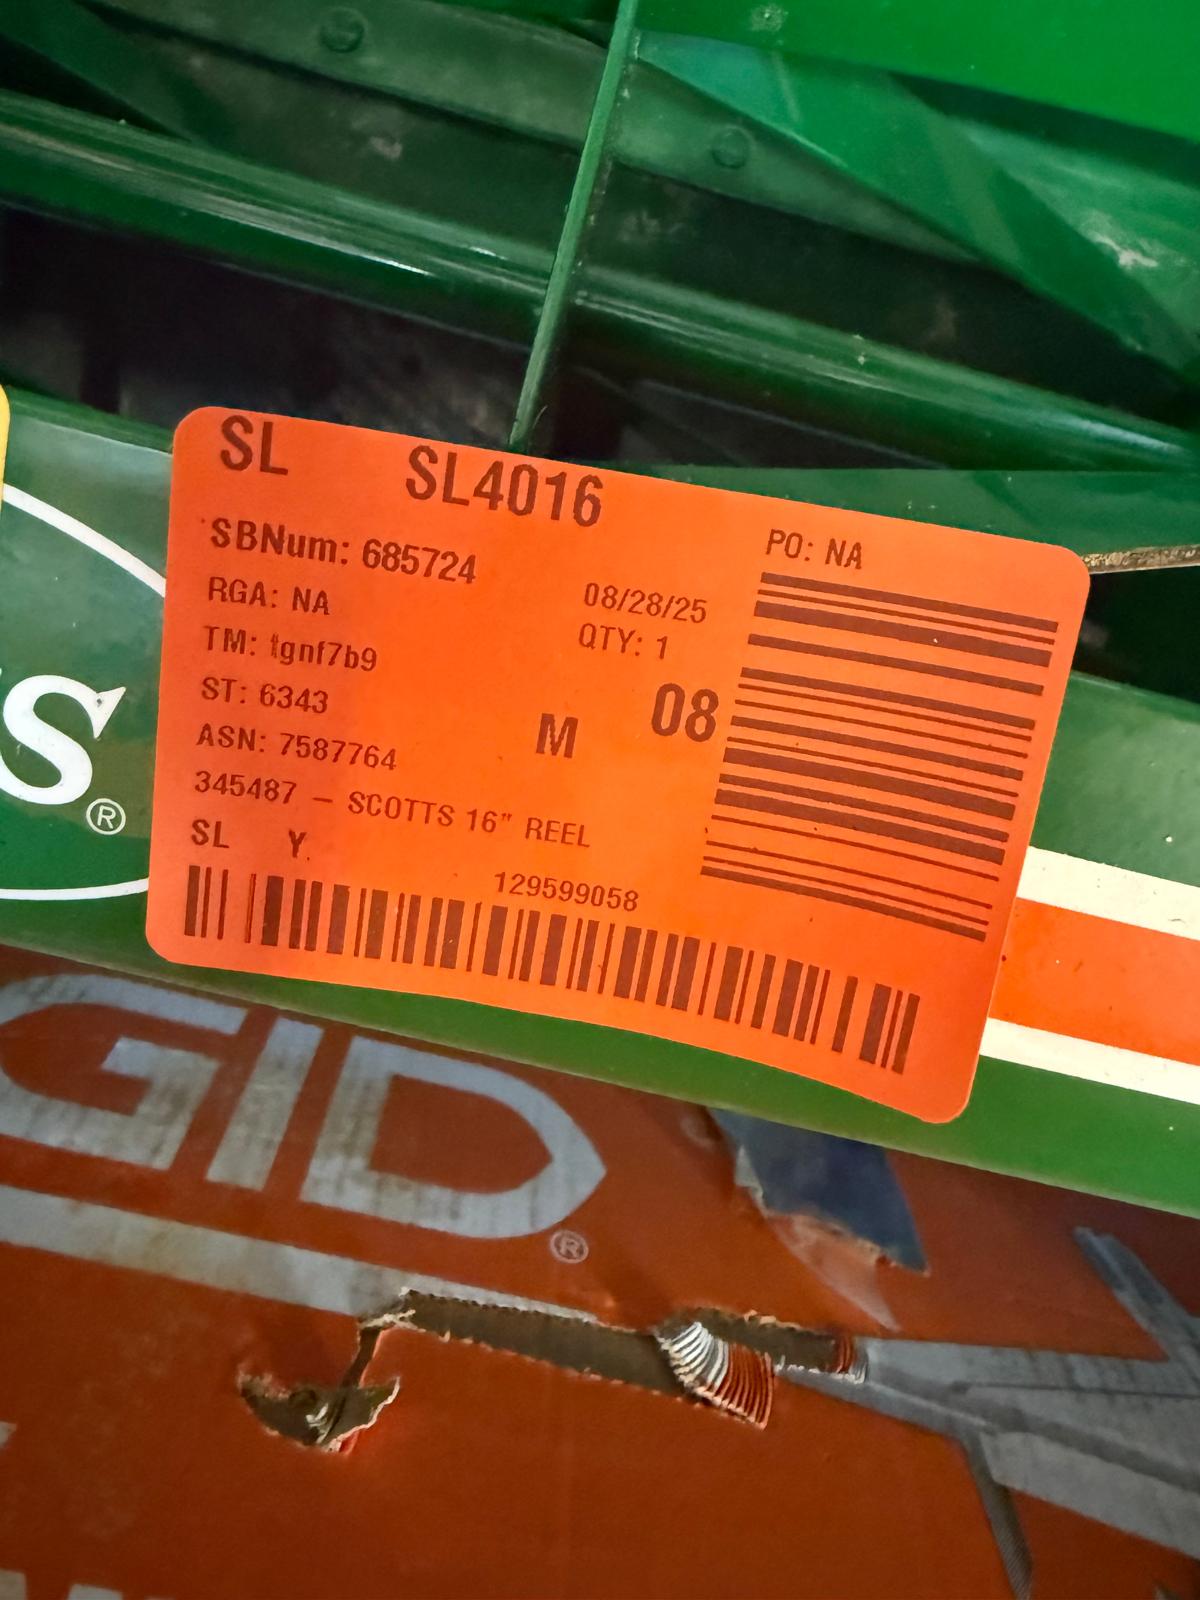 SL SL4016
SBNum: 685724
PO: NA
RGA: NA
08/28/25
TM: tgnf7b9
QTY: 1
ST: 6343
M 08
ASN: 7587764
345487 – SCOTTS 16" REEL
SL Y
129599058
S®
GID®